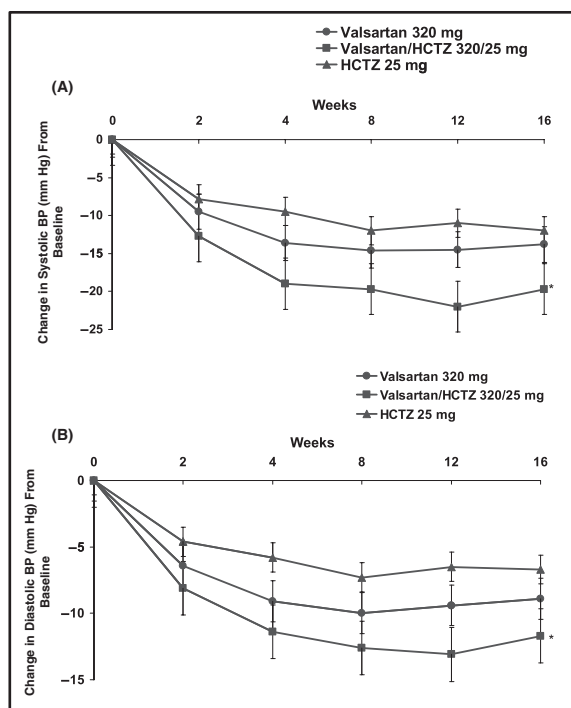 Valsartan 320 mg
Valsartan/HCTZ 320/25 mg
HCTZ 25 mg
(A)
Weeks
0 2 4 8 12 16
0
–5
–10
–15
–20
–25
Change in Systolic BP (mm Hg) From
Baseline
*
Valsartan 320 mg
Valsartan/HCTZ 320/25 mg
HCTZ 25 mg
(B)
Weeks
0 2 4 8 12 16
0
–5
–10
–15
Change in Diastolic BP (mm Hg) From
Baseline
*